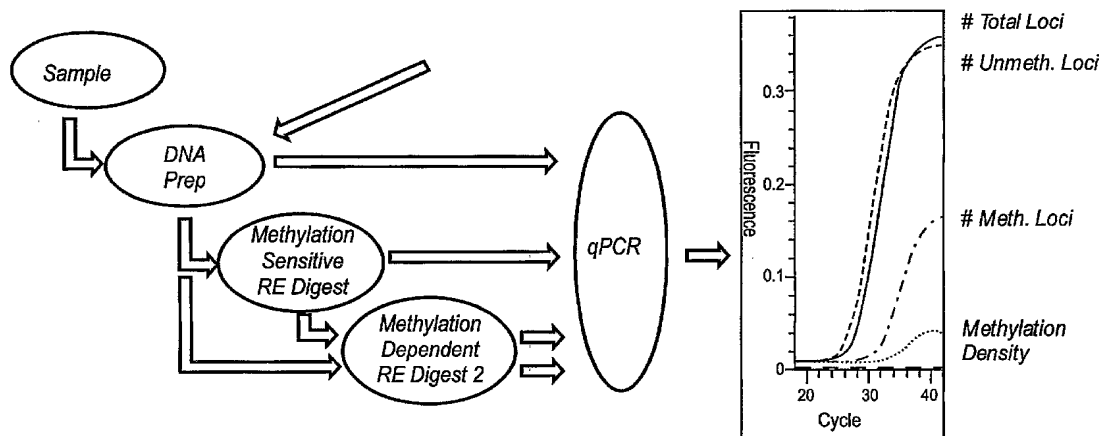 Sample
DNA
Prep
Methylation
Sensitive
RE Digest
Methylation
Dependent
RE Digest 2
qPCR
Fluorescence
0.3
0.2
0.1
0
20
30
40
Cycle
# Total Loci
# Unmeth. Loci
# Meth. Loci
Methylation
Density